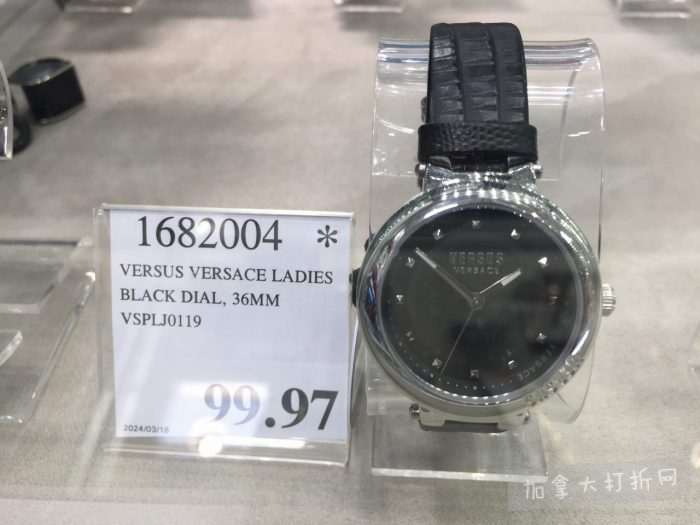 1682004 *
VERSUS VERSACE LADIES
BLACK DIAL, 36MM
VSPLJ0119
99.97
2024/03/18
VERSUS
VERSACE
加拿大打折网